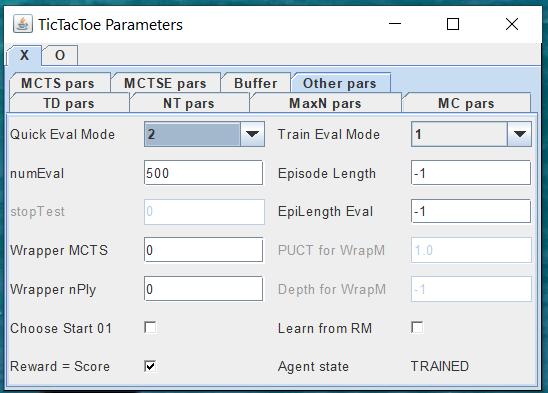 TicTacToe Parameters
X O
MCTS pars MCTSE pars Buffer Other pars
TD pars NT pars MaxN pars MC pars
Quick Eval Mode 2 Train Eval Mode 1
numEval 500 Episode Length -1
stopTest 0 EpiLength Eval -1
Wrapper MCTS 0 PUCT for WrapM 1.0
Wrapper nPly 0 Depth for WrapM -1
Choose Start 01 Learn from RM
Reward = Score Agent state TRAINED